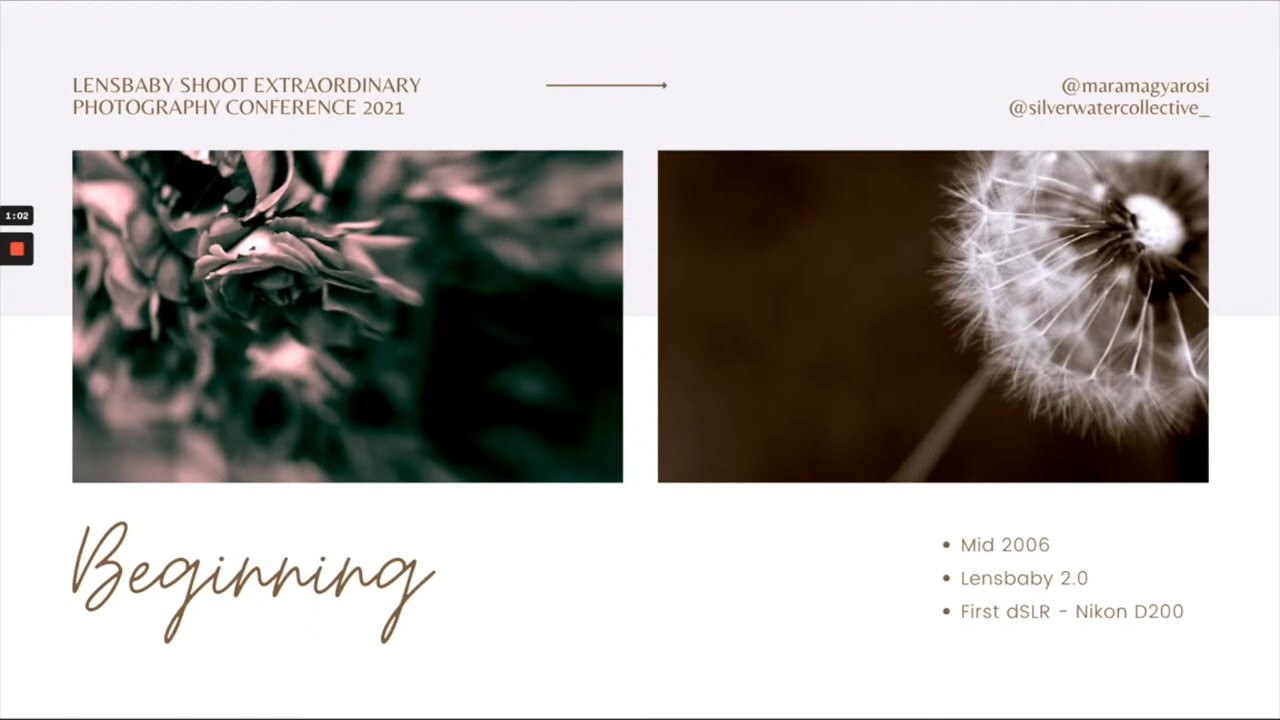 LENSBABY SHOOT EXTRAORDINARY
PHOTOGRAPHY CONFERENCE 2021
@maramagyarosi
@silverwatercollective_
1:02
Beginning
• Mid 2006
• Lensbaby 2.0
• First dSLR - Nikon D200